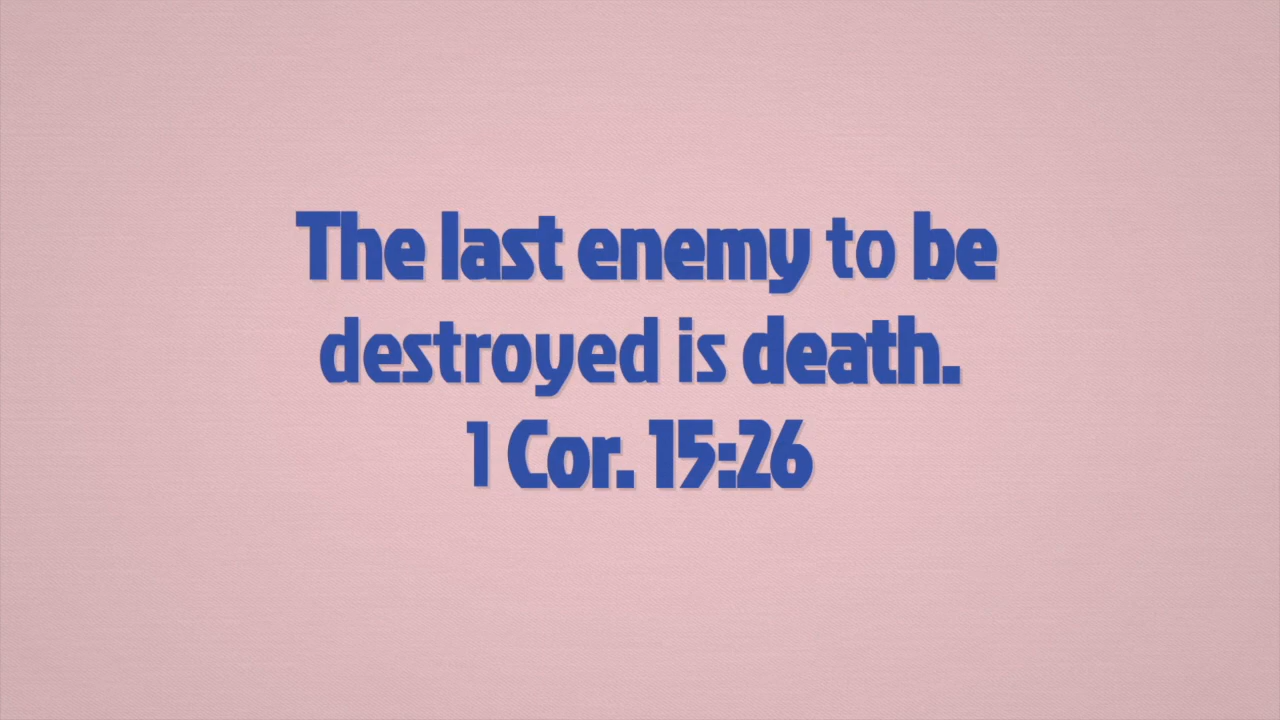 The last enemy to be
destroyed is death.
1 Cor. 15:26